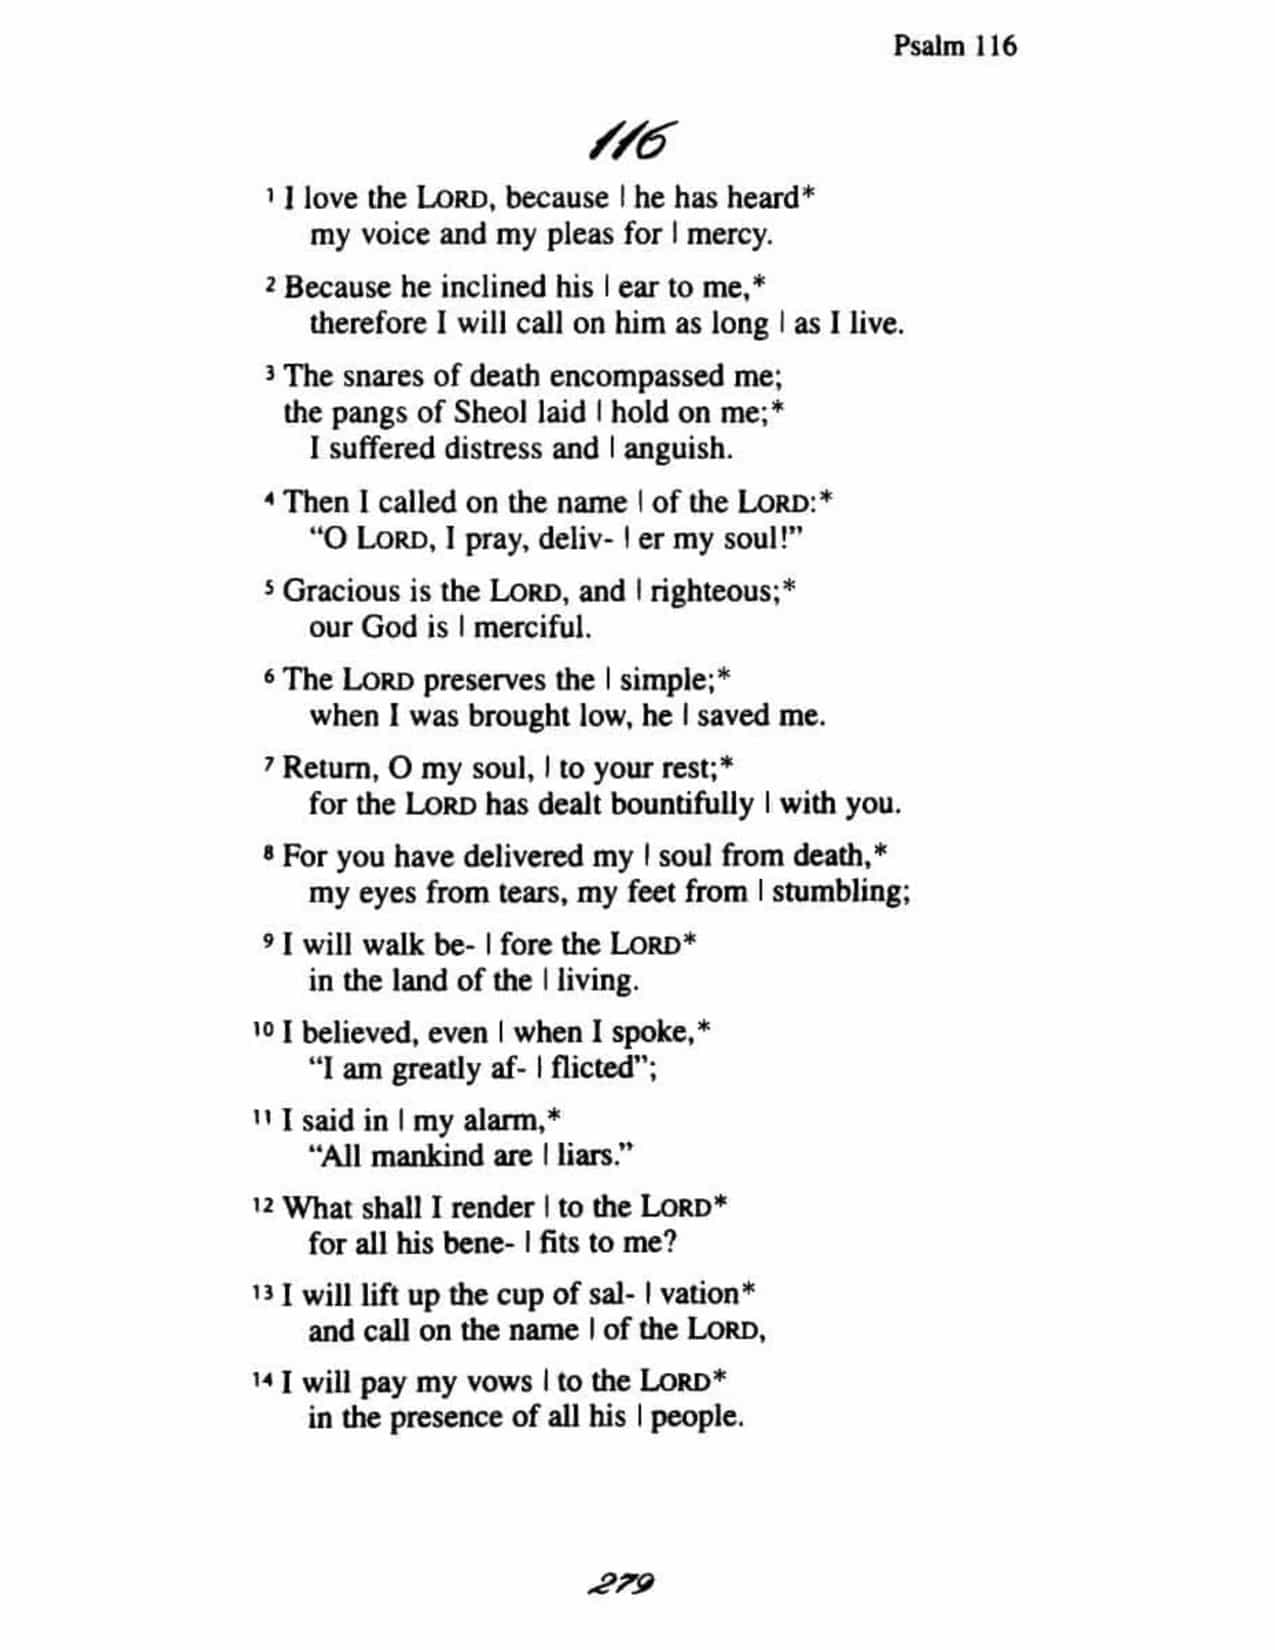 Psalm 116
116
1 I love the LORD, because | he has heard*
my voice and my pleas for | mercy.
2 Because he inclined his | ear to me,*
therefore I will call on him as long | as I live.
3 The snares of death encompassed me;
the pangs of Sheol laid | hold on me;*
I suffered distress and | anguish.
4 Then I called on the name | of the LORD:*
“O LORD, I pray, deliv- | er my soul!”
5 Gracious is the LORD, and | righteous;*
our God is | merciful.
6 The LORD preserves the | simple;*
when I was brought low, he | saved me.
7 Return, O my soul, | to your rest;*
for the LORD has dealt bountifully | with you.
8 For you have delivered my | soul from death,*
my eyes from tears, my feet from | stumbling;
9 I will walk be- | fore the LORD*
in the land of the | living.
10 I believed, even | when I spoke,*
“I am greatly af- | flicted”;
11 I said in | my alarm,*
“All mankind are | liars.”
12 What shall I render | to the LORD*
for all his bene- | fits to me?
13 I will lift up the cup of sal- | vation*
and call on the name | of the LORD,
14 I will pay my vows | to the LORD*
in the presence of all his | people.
279